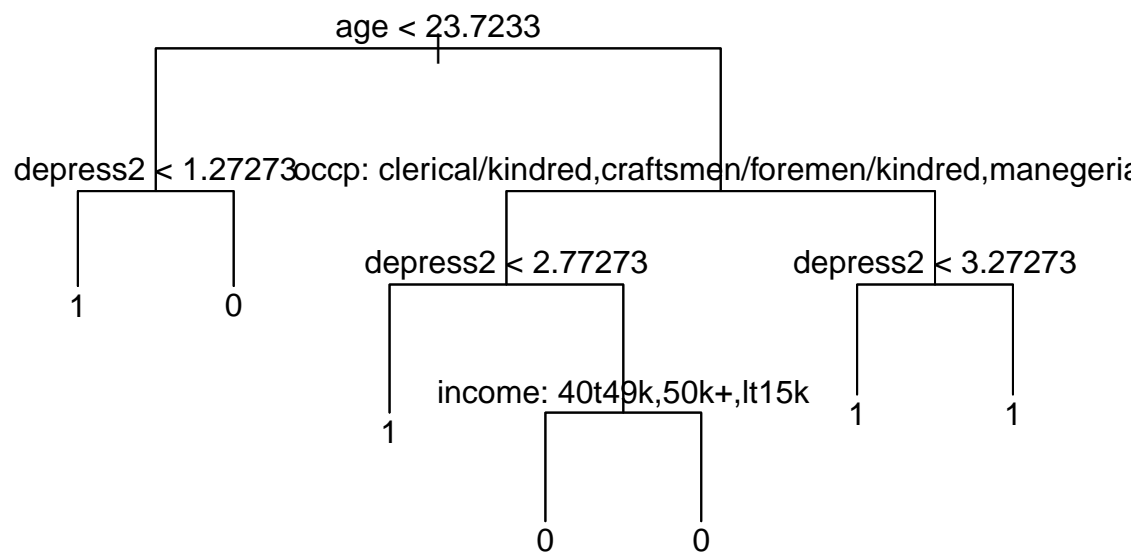 age < 23.7233
depress2 < 1.27273
occp: clerical/kindred,craftsmen/foremen/kindred,manegeria
depress2 < 2.77273
depress2 < 3.27273
1
0
income: 40t49k,50k+,lt15k
1
1
1
0
0